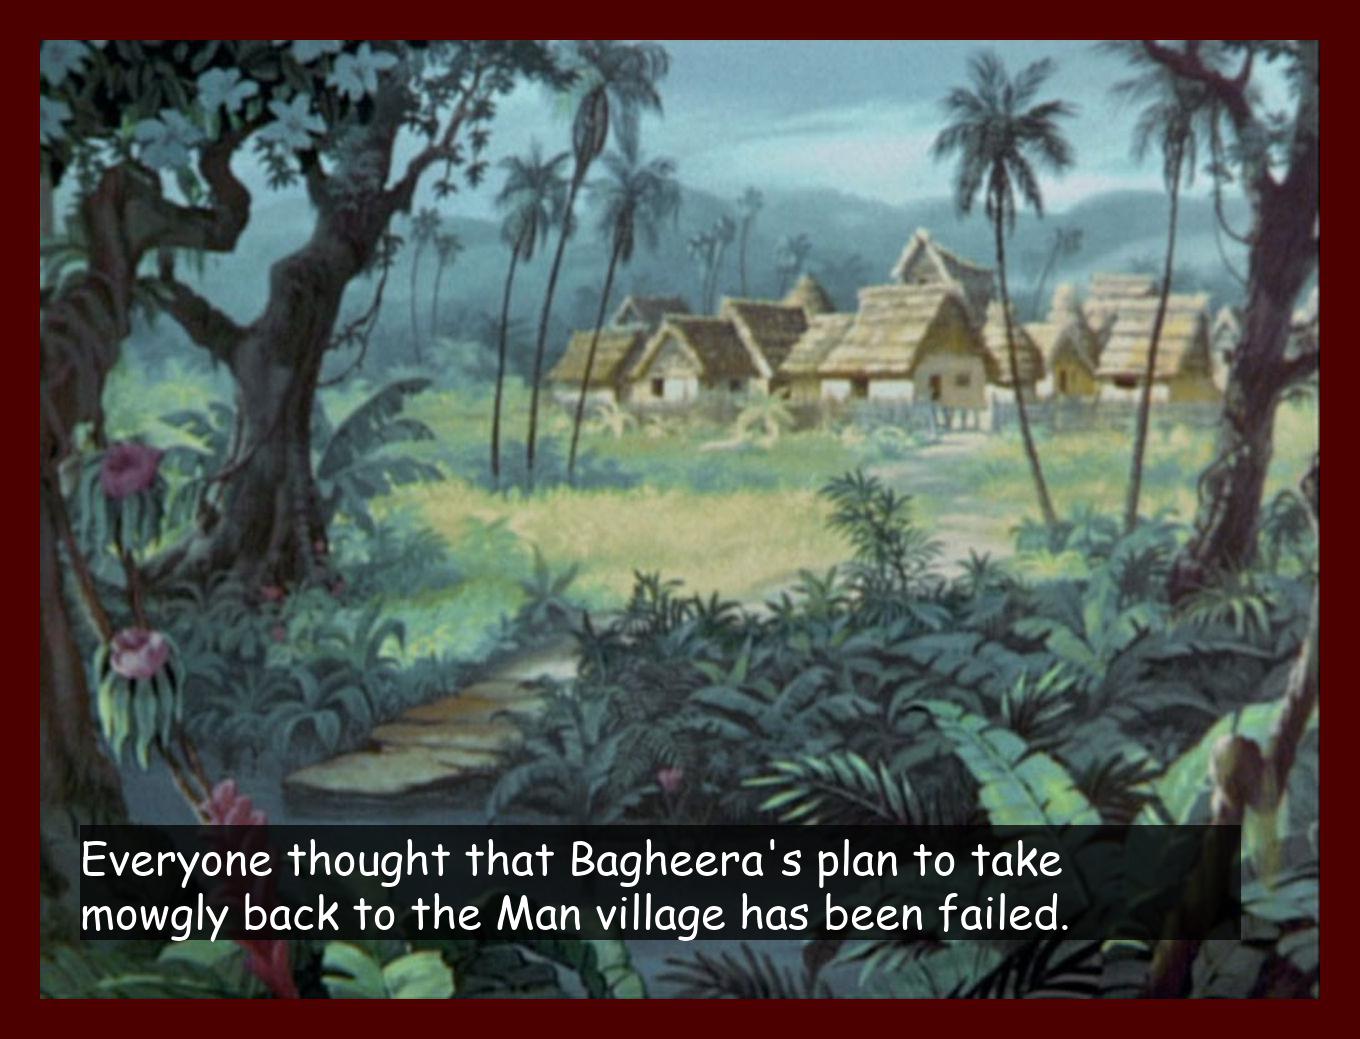 Everyone thought that Bagheera's plan to take
mowgly back to the Man village has been failed.